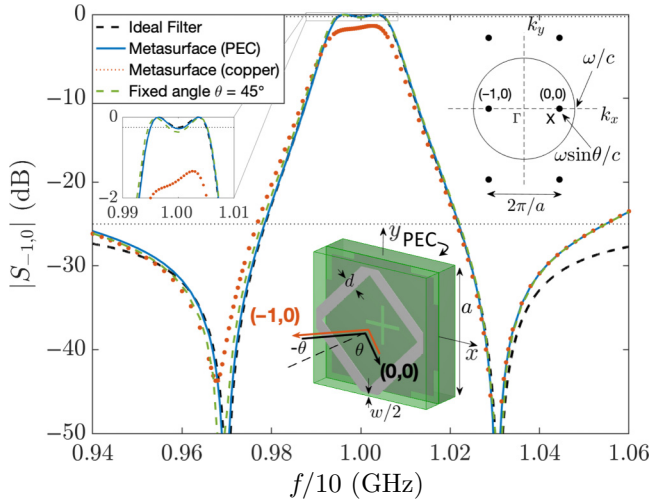 |S₋₁,₀| (dB)
0
−10
−20
−30
−40
−50
0.94
0.96
0.98
1.00
1.02
1.04
1.06
f/10 (GHz)
Ideal Filter
Metasurface (PEC)
Metasurface (copper)
Fixed angle θ = 45°
0
−2
0.99
1.00
1.01
k_y
ω/c
(-1,0)
(0,0)
Γ
X
k_x
ωsinθ/c
2π/a
y
PEC
d
a
(-1,0)
-θ
θ
x
(0,0)
w/2